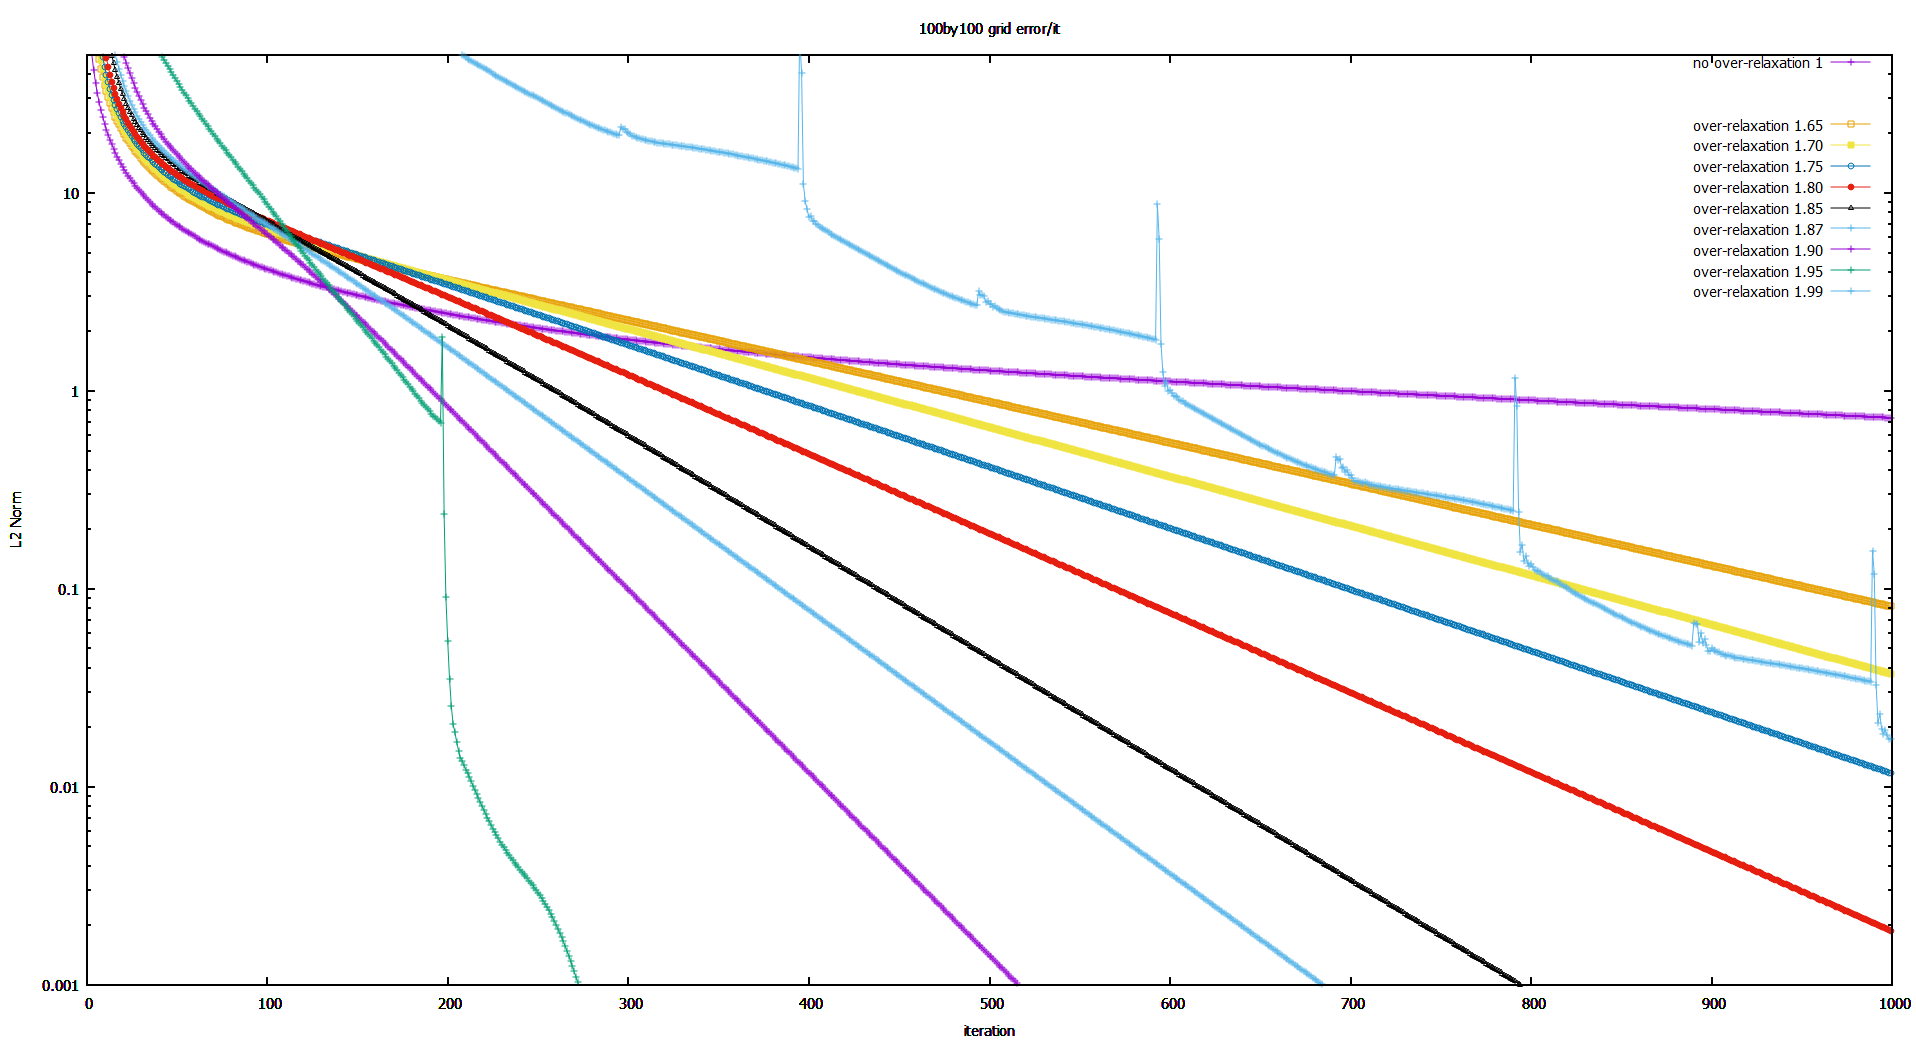 100by100 grid error/it
no over-relaxation 1
over-relaxation 1.65
over-relaxation 1.70
over-relaxation 1.75
over-relaxation 1.80
over-relaxation 1.85
over-relaxation 1.87
over-relaxation 1.90
over-relaxation 1.95
over-relaxation 1.99
10
1
0.1
0.01
0.001
L2 Norm
0 100 200 300 400 500 600 700 800 900 1000
iteration